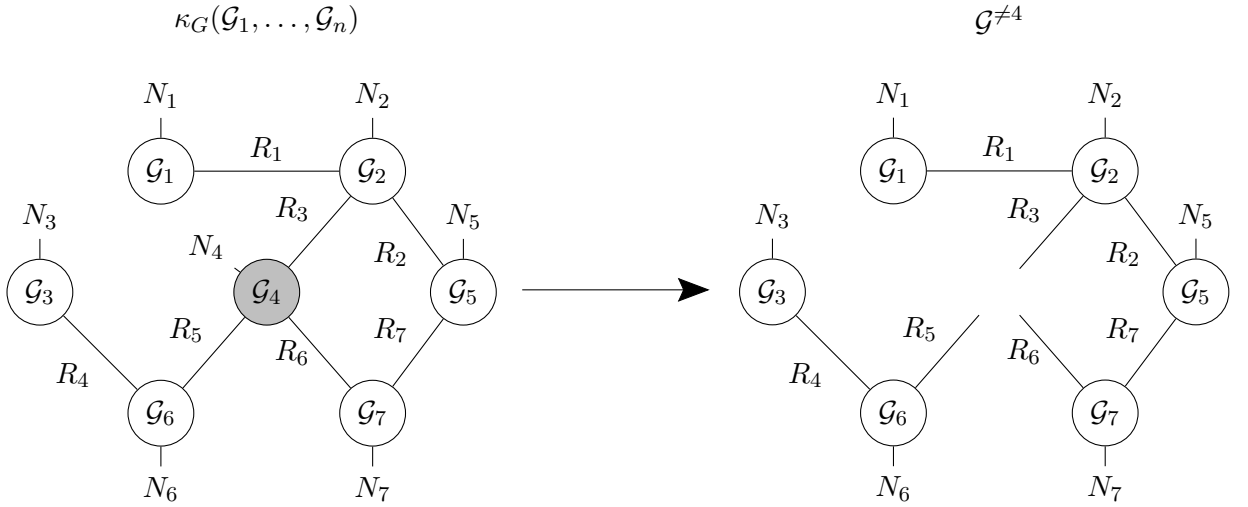 κ_G(𝒢_1, . . . , 𝒢_n)
𝒢^{≠4}
N_1 N_2 N_1 N_2
R_1 R_1
𝒢_1 𝒢_2 𝒢_1 𝒢_2
R_3 R_3
N_3 N_5 N_3 N_5
N_4 R_2 R_2
𝒢_3 𝒢_4 𝒢_5 𝒢_3 𝒢_5
R_5 R_7 R_5 R_7
R_6 R_6
R_4 R_4
𝒢_6 𝒢_7 𝒢_6 𝒢_7
N_6 N_7 N_6 N_7